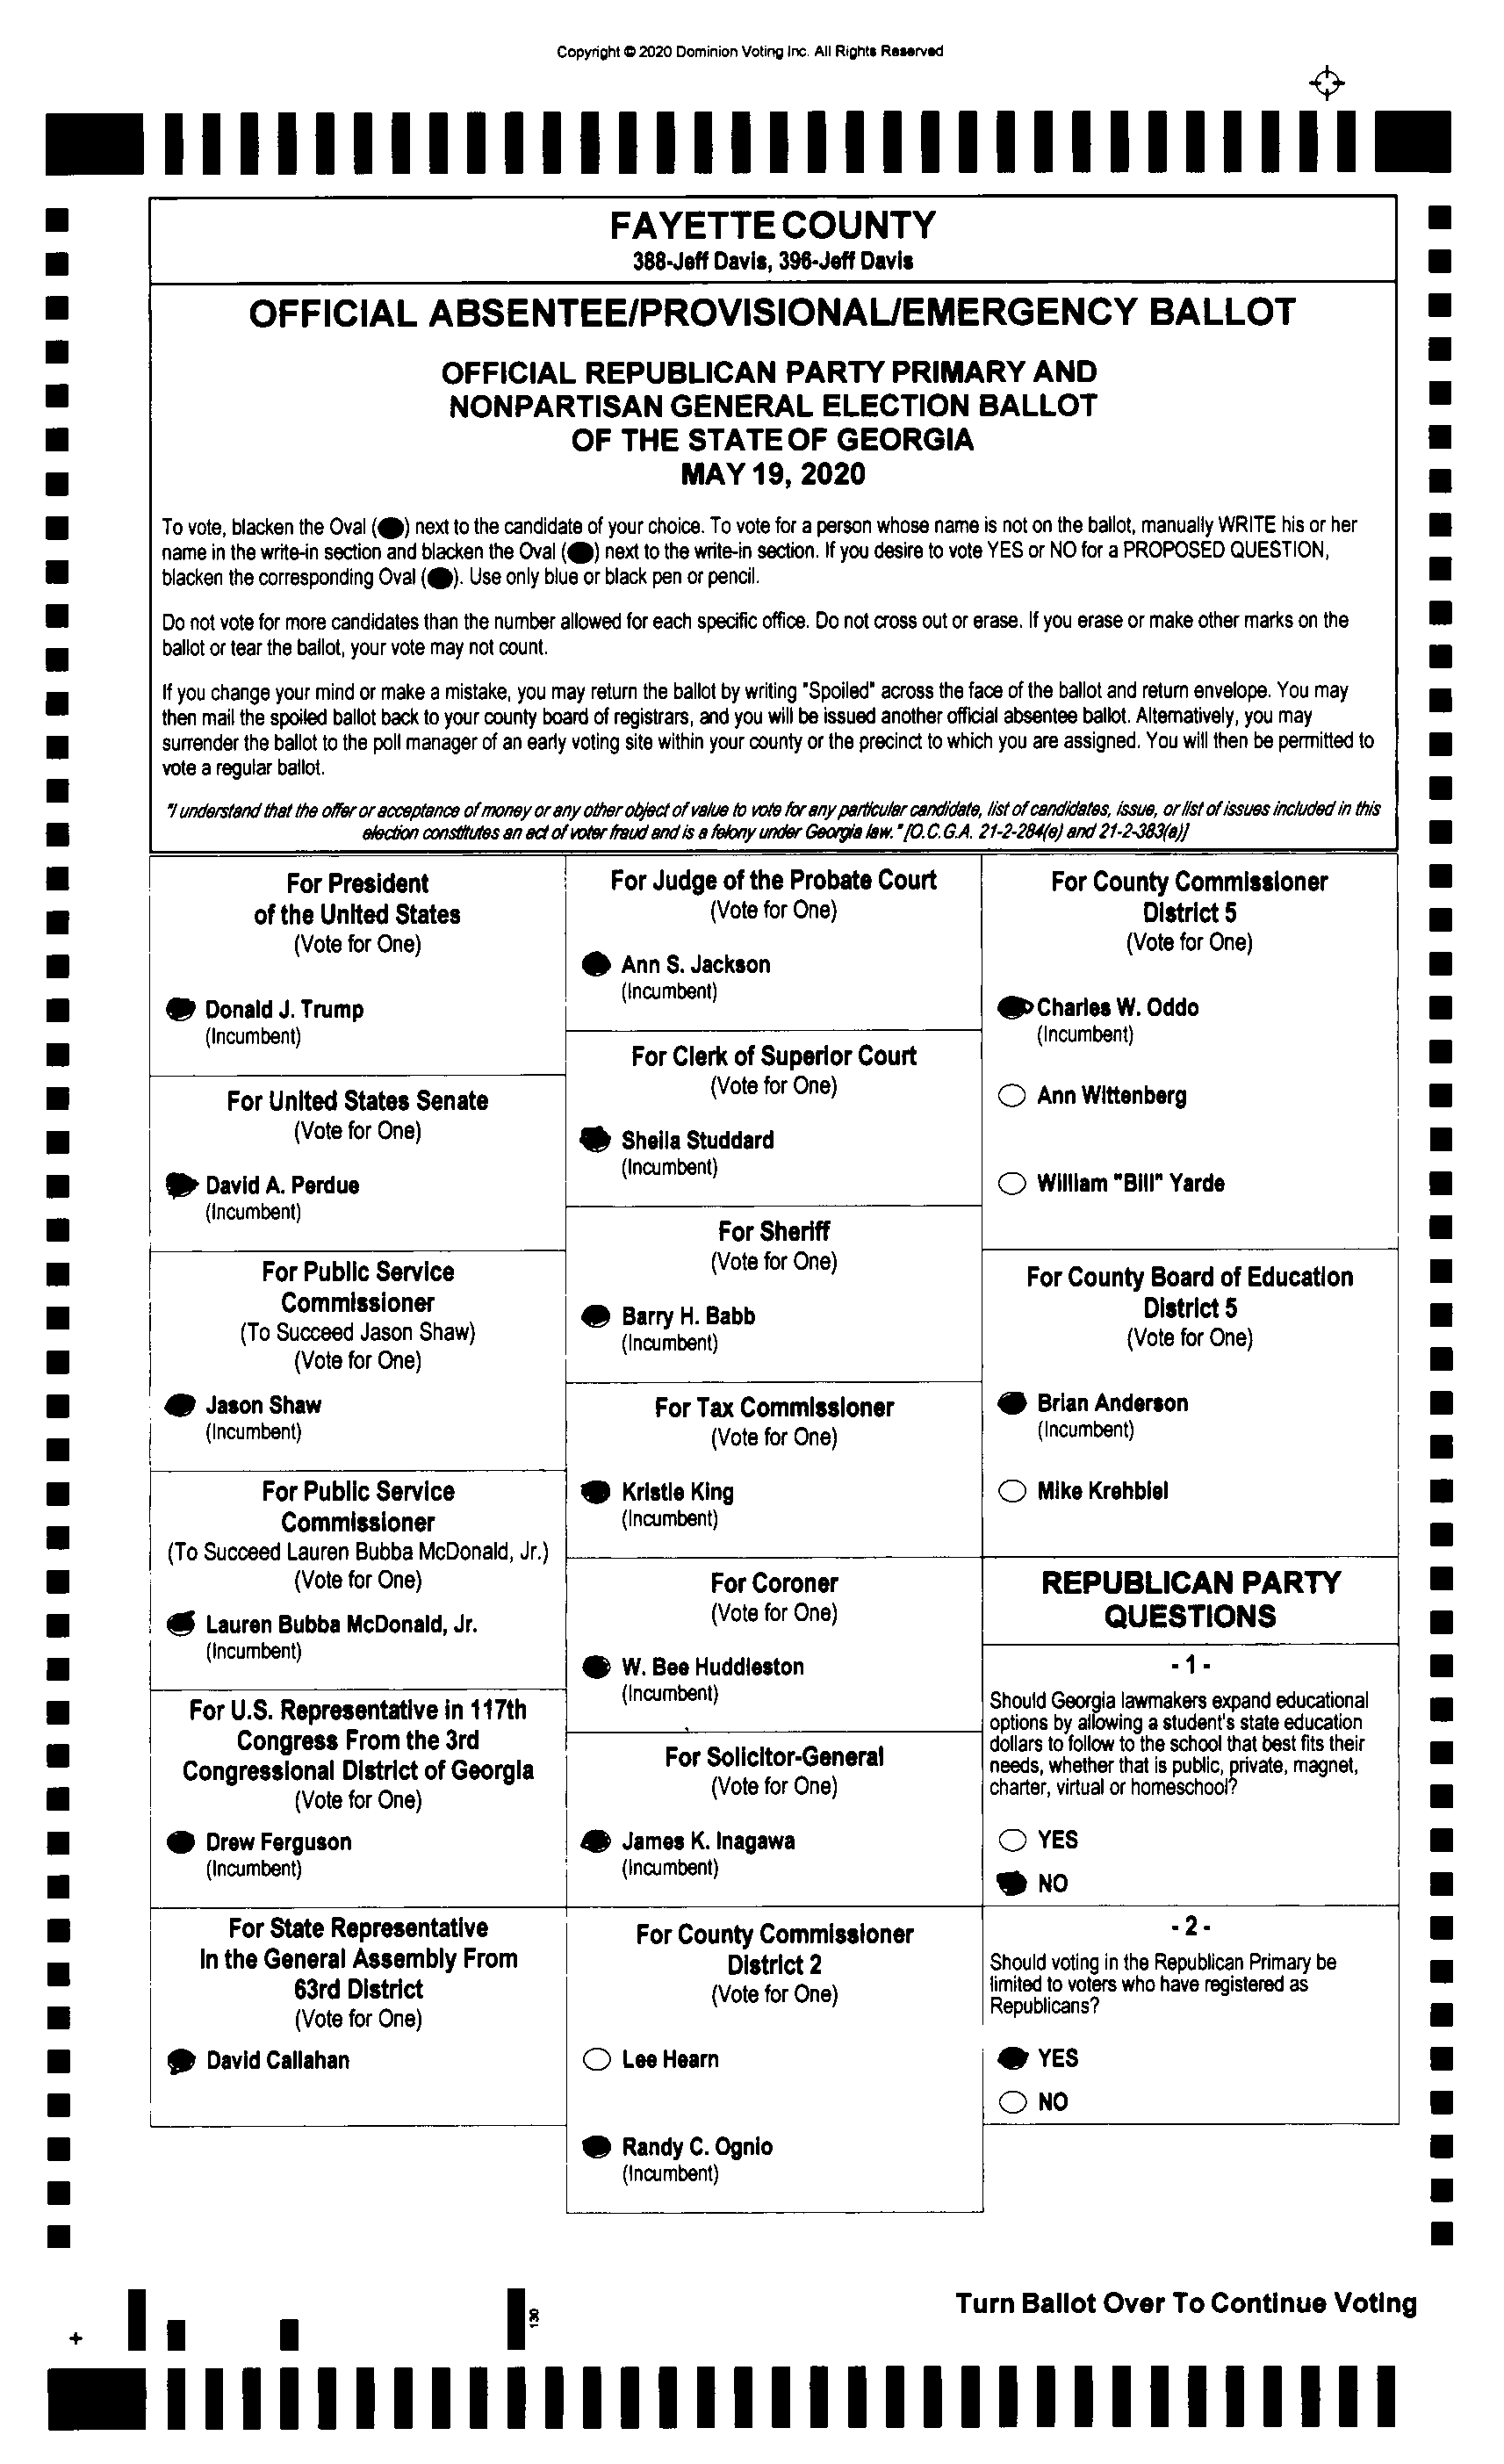 Copyright © 2020 Dominion Voting Inc. All Rights Reserved
FAYETTE COUNTY
388-Jeff Davis, 396-Jeff Davis
OFFICIAL ABSENTEE/PROVISIONAL/EMERGENCY BALLOT
OFFICIAL REPUBLICAN PARTY PRIMARY AND
NONPARTISAN GENERAL ELECTION BALLOT
OF THE STATE OF GEORGIA
MAY 19, 2020
To vote, blacken the Oval ( ) next to the candidate of your choice. To vote for a person whose name is not on the ballot, manually WRITE his or her
name in the write-in section and blacken the Oval ( ) next to the write-in section. If you desire to vote YES or NO for a PROPOSED QUESTION,
blacken the corresponding Oval ( ). Use only blue or black pen or pencil.
Do not vote for more candidates than the number allowed for each specific office. Do not cross out or erase. If you erase or make other marks on the
ballot or tear the ballot, your vote may not count.
If you change your mind or make a mistake, you may return the ballot by writing "Spoiled" across the face of the ballot and return envelope. You may
then mail the spoiled ballot back to your county board of registrars, and you will be issued another official absentee ballot. Alternatively, you may
surrender the ballot to the poll manager of an early voting site within your county or the precinct to which you are assigned. You will then be permitted to
vote a regular ballot.
"I understand that the offer or acceptance of money or any other object of value to vote for any particular candidate, list of candidates, issue, or list of issues included in this
election constitutes an act of voter fraud and is a felony under Georgia law." [O.C.G.A. 21-2-284(e) and 21-2-383(a)]
For President
of the United States
(Vote for One)
Donald J. Trump
(Incumbent)
For United States Senate
(Vote for One)
David A. Perdue
(Incumbent)
For Public Service
Commissioner
(To Succeed Jason Shaw)
(Vote for One)
Jason Shaw
(Incumbent)
For Public Service
Commissioner
(To Succeed Lauren Bubba McDonald, Jr.)
(Vote for One)
Lauren Bubba McDonald, Jr.
(Incumbent)
For U.S. Representative in 117th
Congress From the 3rd
Congressional District of Georgia
(Vote for One)
Drew Ferguson
(Incumbent)
For State Representative
In the General Assembly From
63rd District
(Vote for One)
David Callahan
For Judge of the Probate Court
(Vote for One)
Ann S. Jackson
(Incumbent)
For Clerk of Superior Court
(Vote for One)
Sheila Studdard
(Incumbent)
For Sheriff
(Vote for One)
Barry H. Babb
(Incumbent)
For Tax Commissioner
(Vote for One)
Kristie King
(Incumbent)
For Coroner
(Vote for One)
W. Bee Huddleston
(Incumbent)
For Solicitor-General
(Vote for One)
James K. Inagawa
(Incumbent)
For County Commissioner
District 2
(Vote for One)
Lee Hearn
Randy C. Ognio
(Incumbent)
For County Commissioner
District 5
(Vote for One)
Charles W. Oddo
(Incumbent)
Ann Wittenberg
William "Bill" Yarde
For County Board of Education
District 5
(Vote for One)
Brian Anderson
(Incumbent)
Mike Krehbiel
REPUBLICAN PARTY
QUESTIONS
- 1 -
Should Georgia lawmakers expand educational
options by allowing a student's state education
dollars to follow to the school that best fits their
needs, whether that is public, private, magnet,
charter, virtual or homeschool?
YES
NO
- 2 -
Should voting in the Republican Primary be
limited to voters who have registered as
Republicans?
YES
NO
130
Turn Ballot Over To Continue Voting